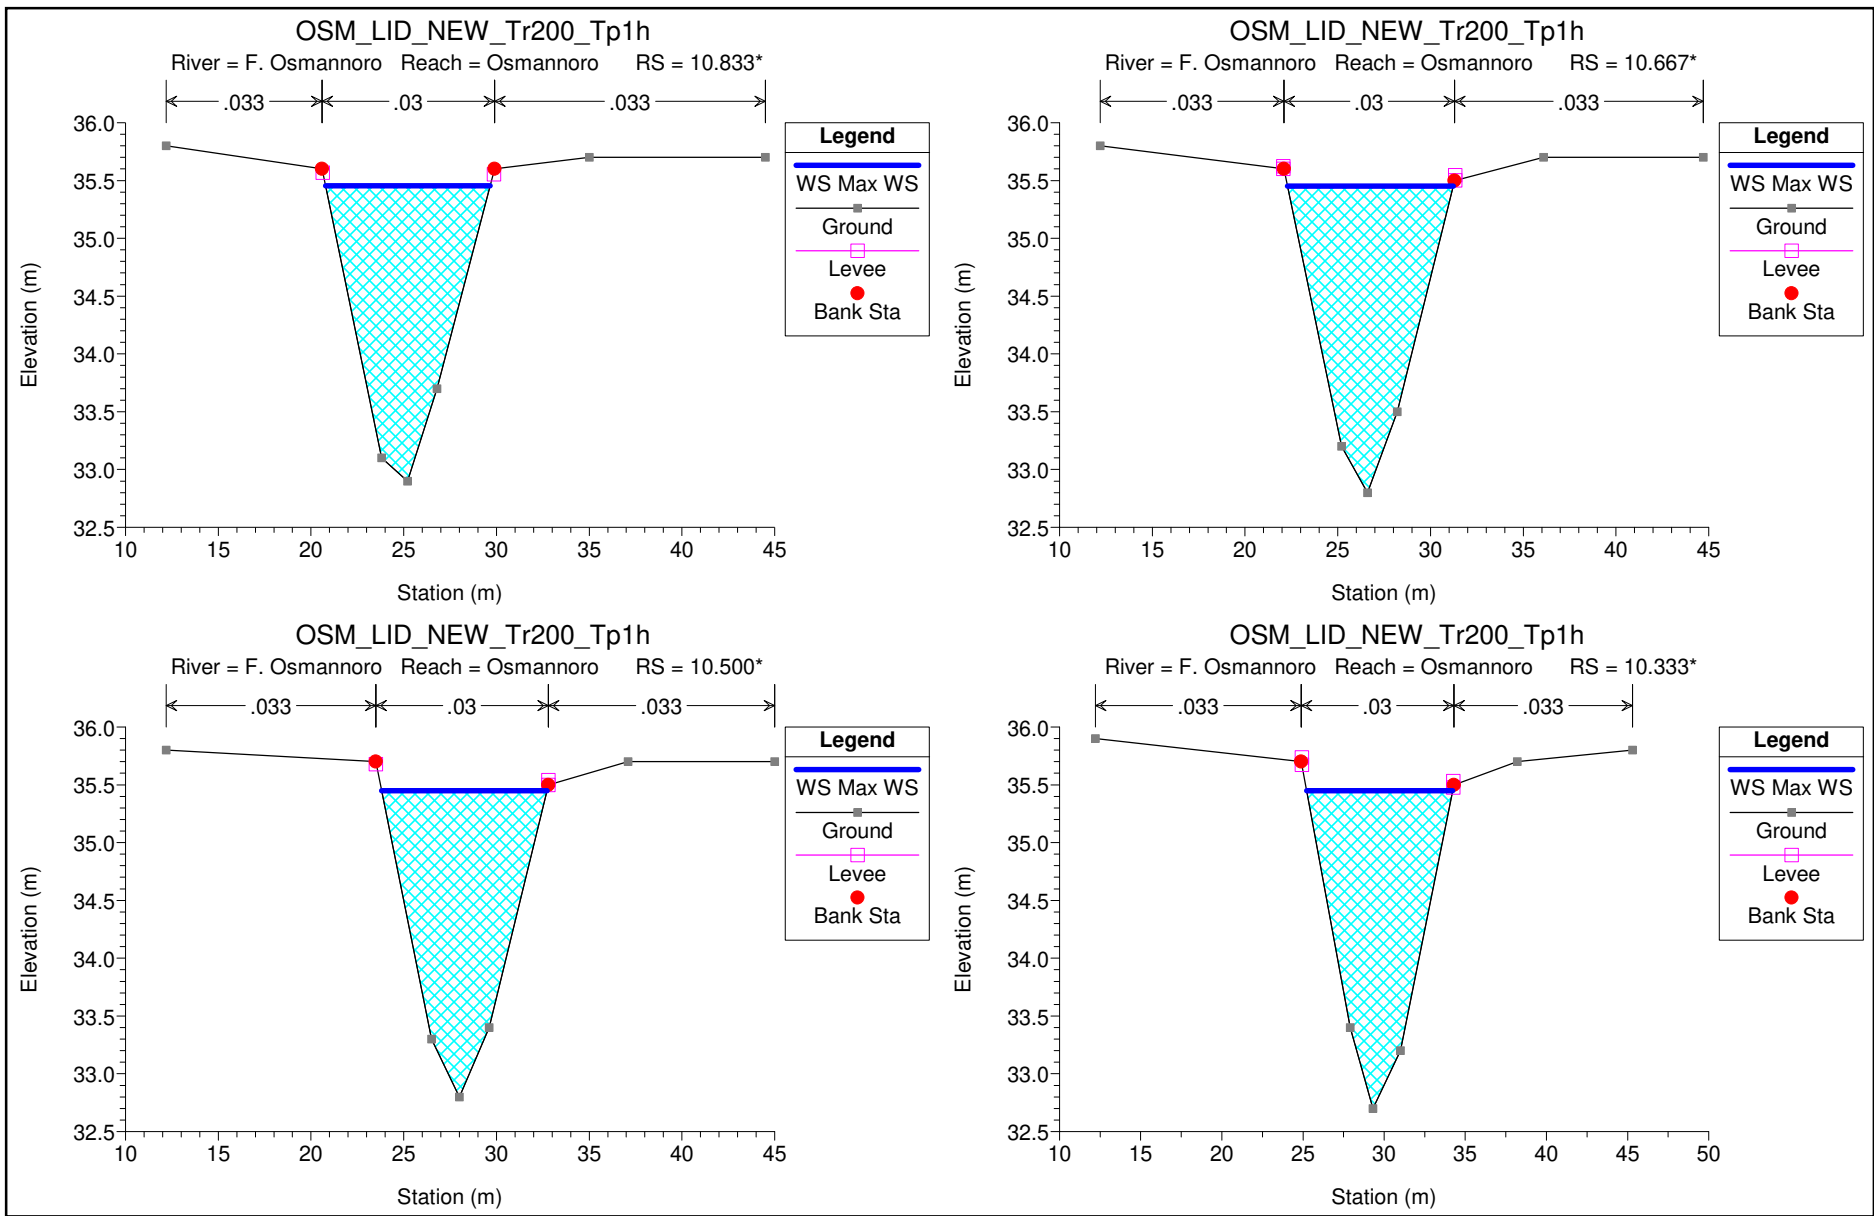 OSM_LID_NEW_Tr200_Tp1h
River = F. Osmannoro Reach = Osmannoro RS = 10.833*
.033 .03 .033
36.0
35.5
35.0
34.5
34.0
33.5
33.0
32.5
Elevation (m)
10 15 20 25 30 35 40 45
Station (m)
Legend
WS Max WS
Ground
Levee
Bank Sta
OSM_LID_NEW_Tr200_Tp1h
River = F. Osmannoro Reach = Osmannoro RS = 10.667*
.033 .03 .033
36.0
35.5
35.0
34.5
34.0
33.5
33.0
32.5
Elevation (m)
10 15 20 25 30 35 40 45
Station (m)
Legend
WS Max WS
Ground
Levee
Bank Sta
OSM_LID_NEW_Tr200_Tp1h
River = F. Osmannoro Reach = Osmannoro RS = 10.500*
.033 .03 .033
36.0
35.5
35.0
34.5
34.0
33.5
33.0
32.5
Elevation (m)
10 15 20 25 30 35 40 45
Station (m)
Legend
WS Max WS
Ground
Levee
Bank Sta
OSM_LID_NEW_Tr200_Tp1h
River = F. Osmannoro Reach = Osmannoro RS = 10.333*
.033 .03 .033
36.0
35.5
35.0
34.5
34.0
33.5
33.0
32.5
Elevation (m)
10 15 20 25 30 35 40 45 50
Station (m)
Legend
WS Max WS
Ground
Levee
Bank Sta